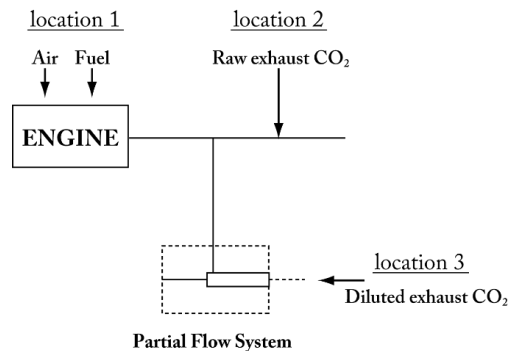 location 1
location 2
Air Fuel
Raw exhaust CO₂
ENGINE
location 3
Diluted exhaust CO₂
Partial Flow System